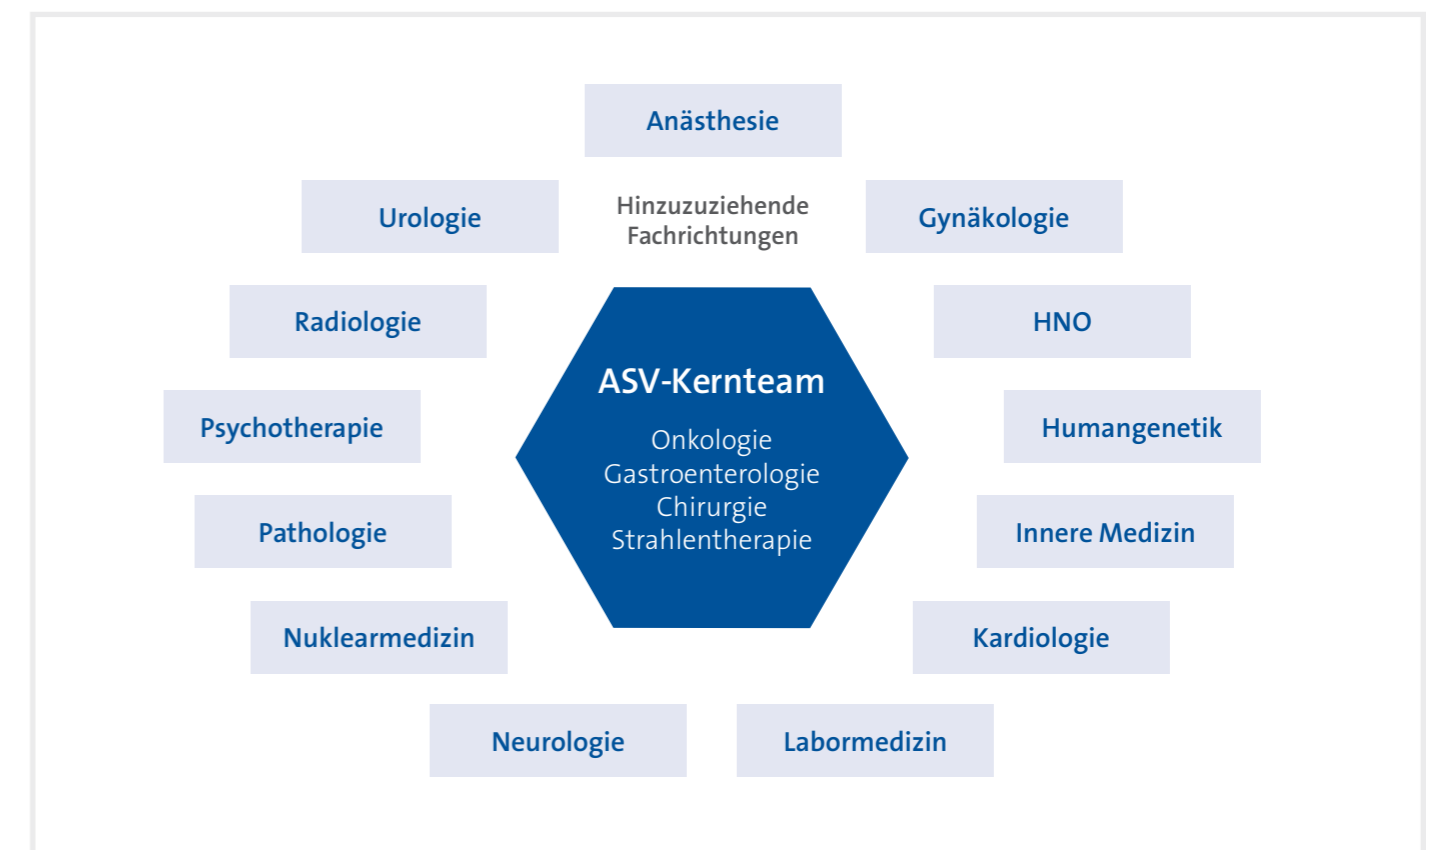 Anästhesie
Urologie
Hinzuzuziehende
Fachrichtungen
Gynäkologie
Radiologie
HNO
ASV-Kernteam
Psychotherapie
Humangenetik
Onkologie
Gastroenterologie
Chirurgie
Strahlentherapie
Pathologie
Innere Medizin
Nuklearmedizin
Kardiologie
Neurologie
Labormedizin